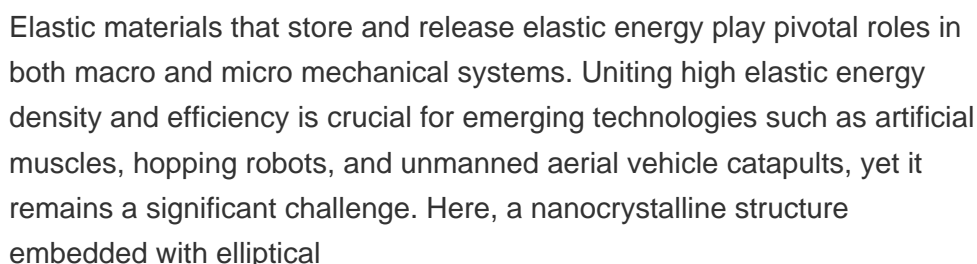 Elastic materials that store and release elastic energy play pivotal roles in
both macro and micro mechanical systems. Uniting high elastic energy
density and efficiency is crucial for emerging technologies such as artificial
muscles, hopping robots, and unmanned aerial vehicle catapults, yet it
remains a significant challenge. Here, a nanocrystalline structure
embedded with elliptical